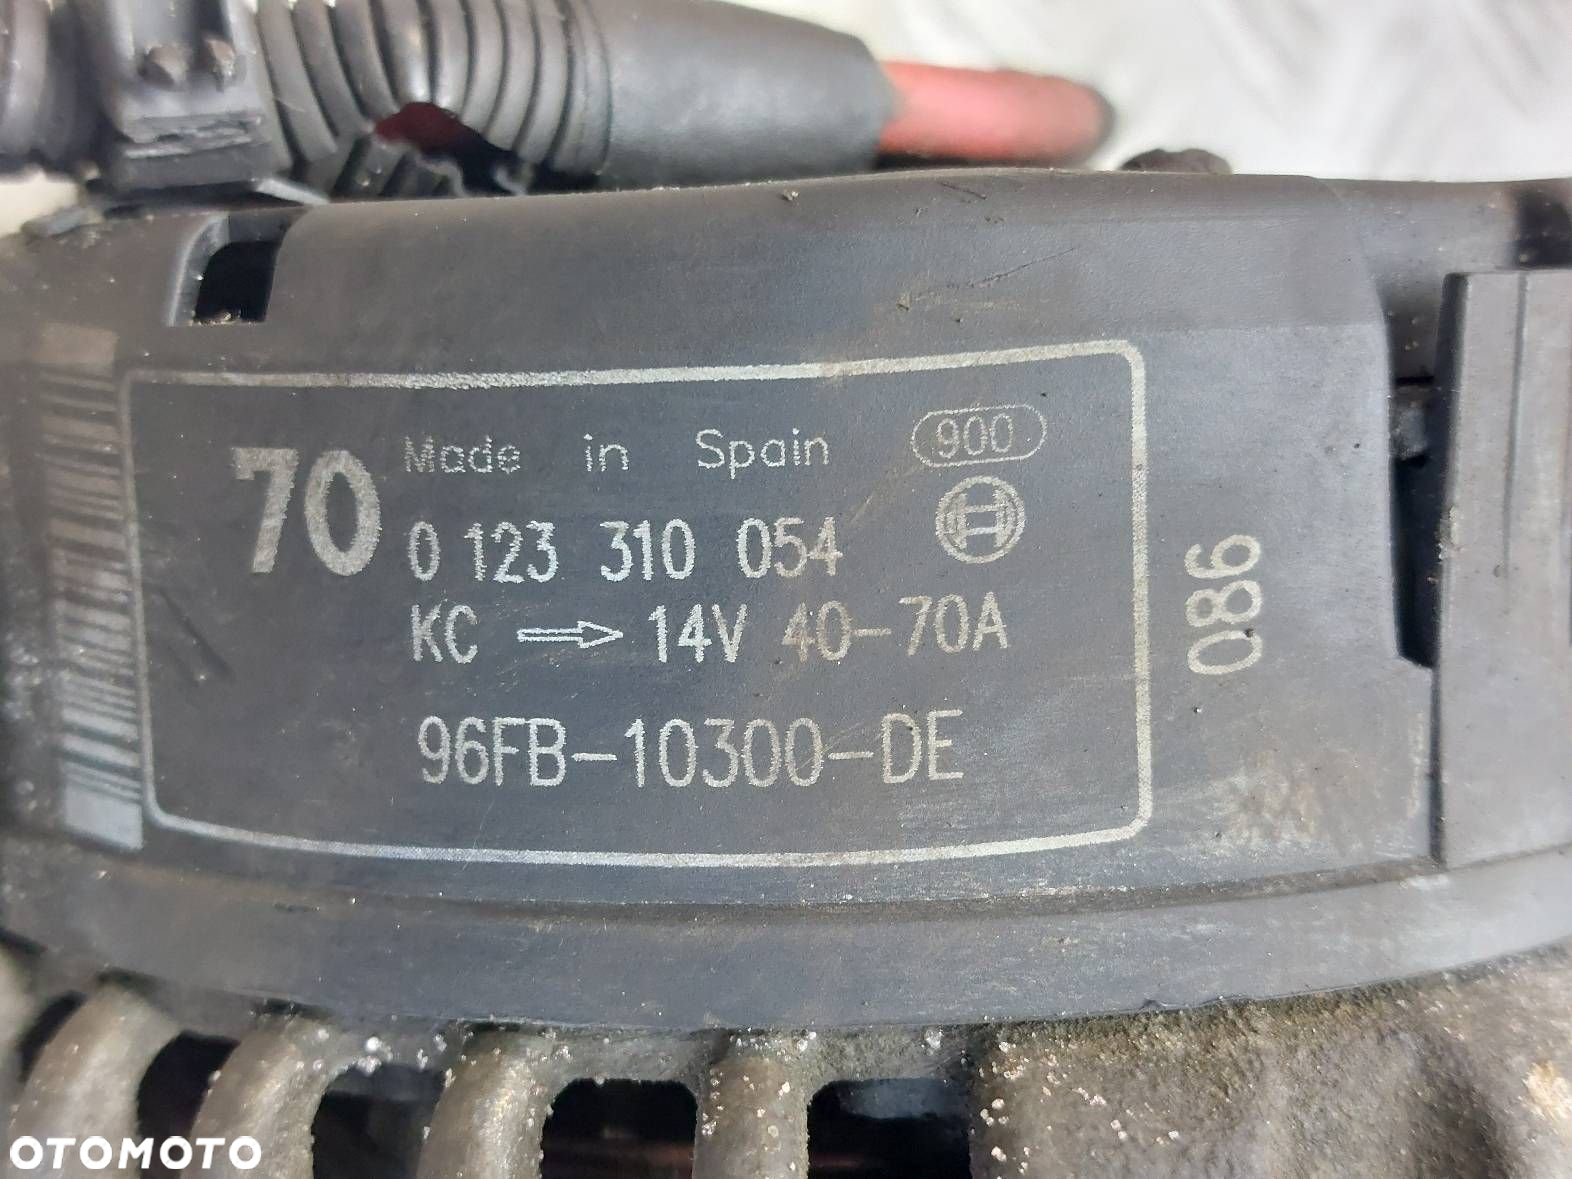 70
Made in Spain 900
0 123 310 054
KC → 14V 40-70A
96FB-10300-DE
086
OTOMOTO